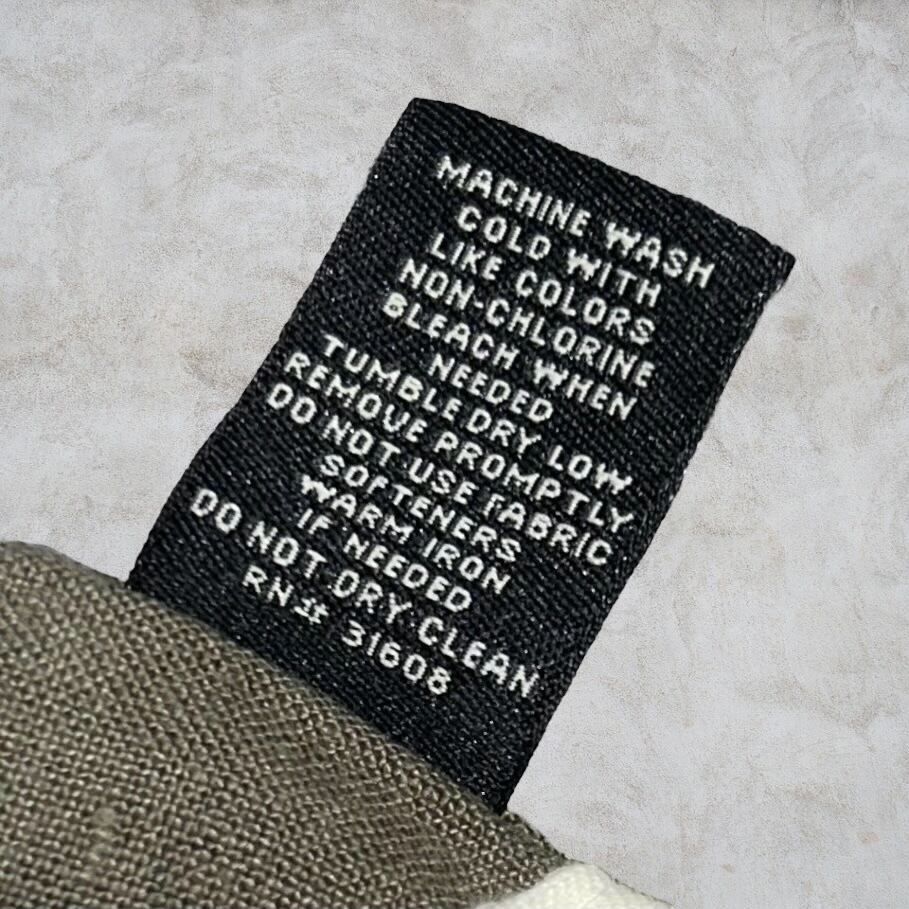 MACHINE WASH
COLD WITH
LIKE COLORS
NON-CHLORINE
BLEACH WHEN
NEEDED
TUMBLE DRY LOW
REMOVE PROMPTLY
DO NOT USE FABRIC
SOFTENERS
WARM IRON
IF NEEDED
DO NOT DRY CLEAN
RN# 31608